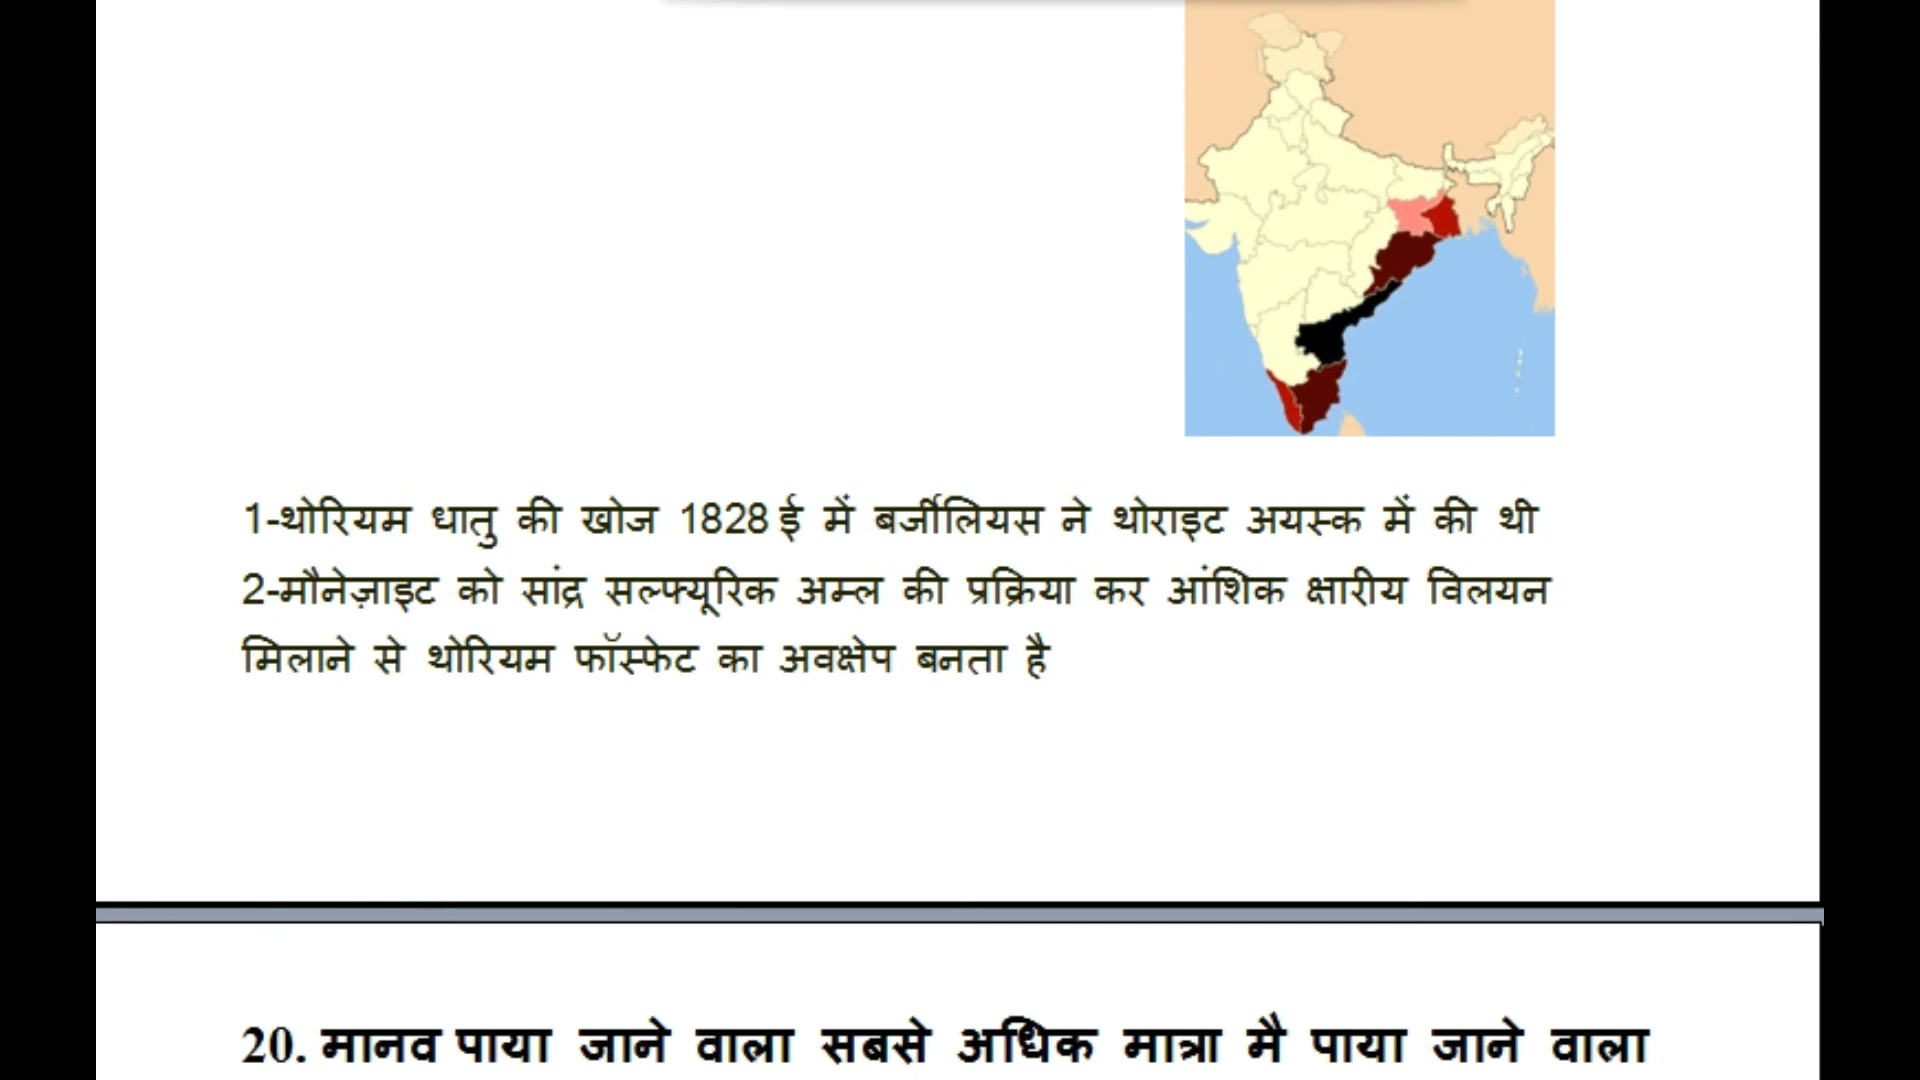 1-थोरियम धातु की खोज 1828 ई में बर्जीलियस ने थोराइट अयस्क में की थी
2-मौनेज़ाइट को सांद्र सल्फ्यूरिक अम्ल की प्रक्रिया कर आंशिक क्षारीय विलयन
मिलाने से थोरियम फॉस्फेट का अवक्षेप बनता है
20. मानव पाया जाने वाला सबसे अधिक मात्रा मै पाया जाने वाला